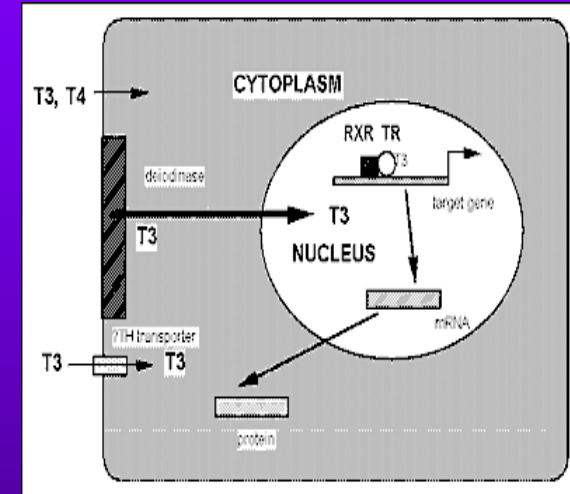 CYTOPLASM
T3, T4
RXR TR
T3
deiodinase
target gene
T3
T3
NUCLEUS
mRNA
?TH transporter
T3
T3
protein